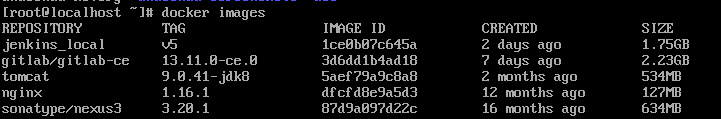 [root@localhost ~]# docker images
REPOSITORY TAG IMAGE ID CREATED SIZE
jenkins_local v5 1ce0b07c645a 2 days ago 1.75GB
gitlab/gitlab-ce 13.11.0-ce.0 3d6dd1b4ad18 7 days ago 2.23GB
tomcat 9.0.41-jdk8 5aef79a9c8a8 2 months ago 534MB
nginx 1.16.1 dfcfd8e9a5d3 12 months ago 127MB
sonatype/nexus3 3.20.1 87d9a097d22c 16 months ago 634MB